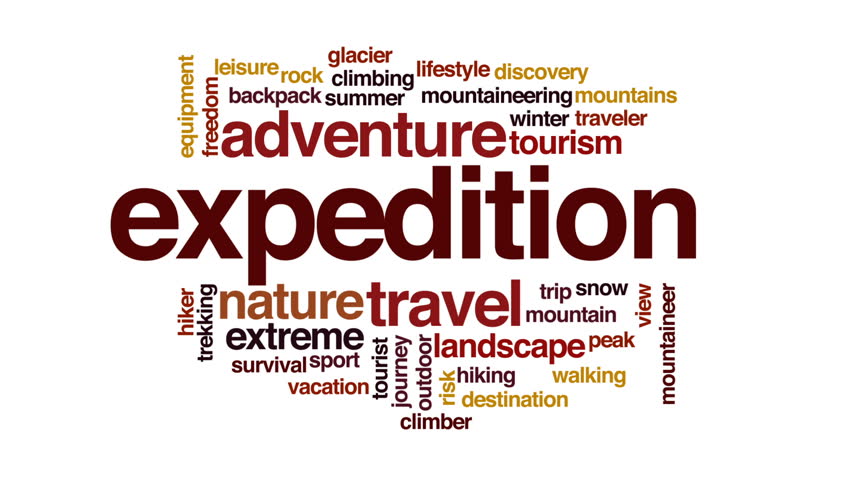 glacier
leisure
rock
climbing
lifestyle
discovery
equipment
freedom
backpack
summer
mountaineering
mountains
adventure
winter
traveler
tourism
expedition
hiker
trekking
nature
travel
trip
snow
view
mountaineer
mountain
extreme
landscape
peak
survival
sport
tourist
journey
outdoor
risk
hiking
walking
vacation
destination
climber